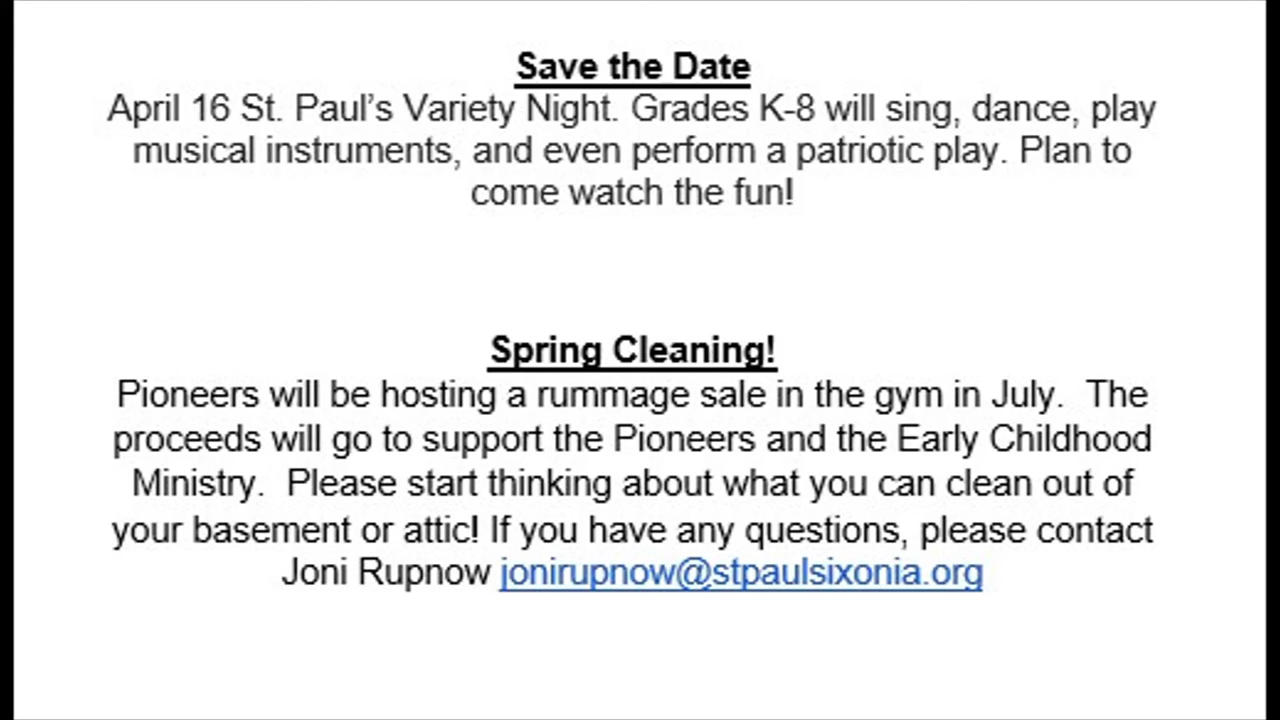 Save the Date
April 16 St. Paul’s Variety Night. Grades K-8 will sing, dance, play
musical instruments, and even perform a patriotic play. Plan to
come watch the fun!
Spring Cleaning!
Pioneers will be hosting a rummage sale in the gym in July.  The
proceeds will go to support the Pioneers and the Early Childhood
Ministry.  Please start thinking about what you can clean out of
your basement or attic! If you have any questions, please contact
Joni Rupnow jonirupnow@stpaulsixonia.org